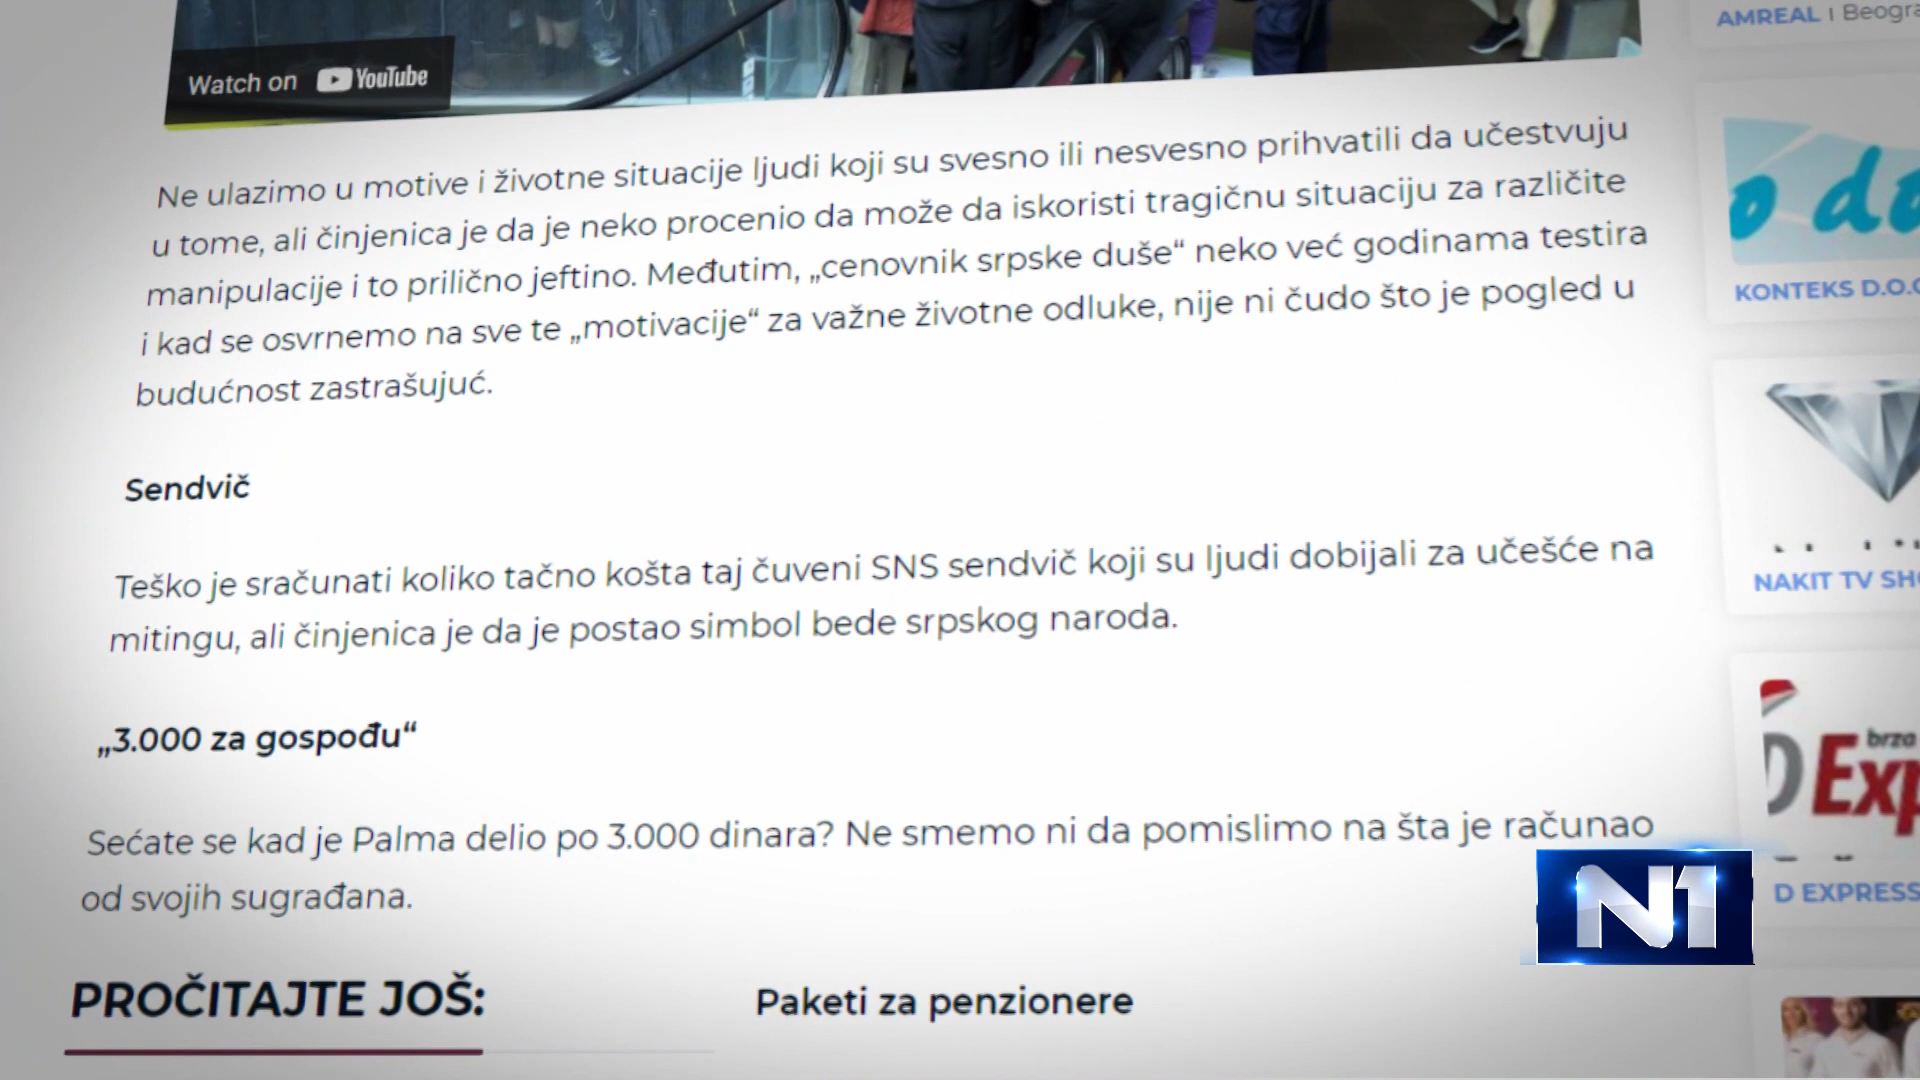 AMREAL | Beogra
Watch on YouTube
Ne ulazimo u motive i životne situacije ljudi koji su svesno ili nesvesno prihvatili da učestvuju
u tome, ali činjenica je da je neko procenio da može da iskoristi tragičnu situaciju za različite
manipulacije i to prilično jeftino. Međutim, „cenovnik srpske duše“ neko već godinama testira
i kad se osvrnemo na sve te „motivacije“ za važne životne odluke, nije ni čudo što je pogled u
budućnost zastrašujuć.
o do
KONTEKS D.O.O
Sendvič
Teško je sračunati koliko tačno košta taj čuveni SNS sendvič koji su ljudi dobijali za učešće na
mitingu, ali činjenica je da je postao simbol bede srpskog naroda.
NAKIT TV SHO
„3.000 za gospođu“
Sećate se kad je Palma delio po 3.000 dinara? Ne smemo ni da pomislimo na šta je računao
od svojih sugrađana.
brza
D Exp
D EXPRESS
N1
PROČITAJTE JOŠ:
Paketi za penzionere